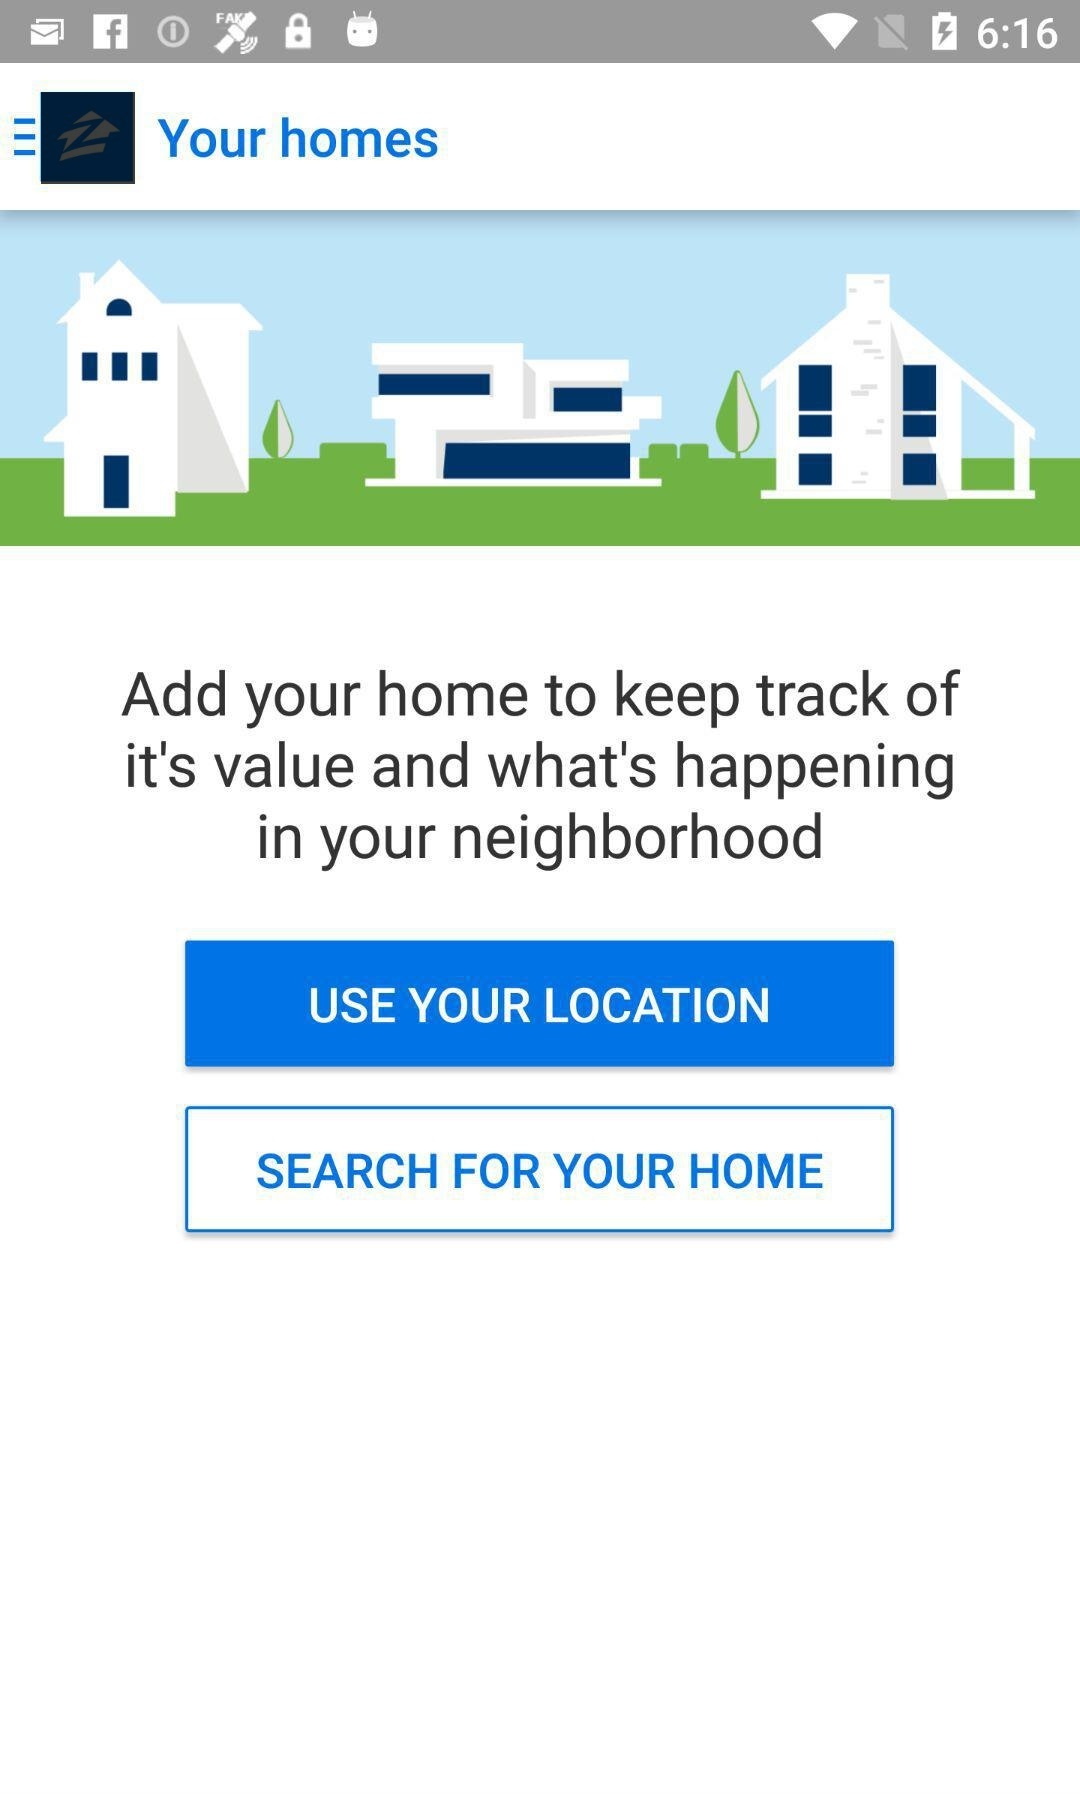 FAKE
6:16
Your homes
Add your home to keep track of
it's value and what's happening
in your neighborhood
USE YOUR LOCATION
SEARCH FOR YOUR HOME